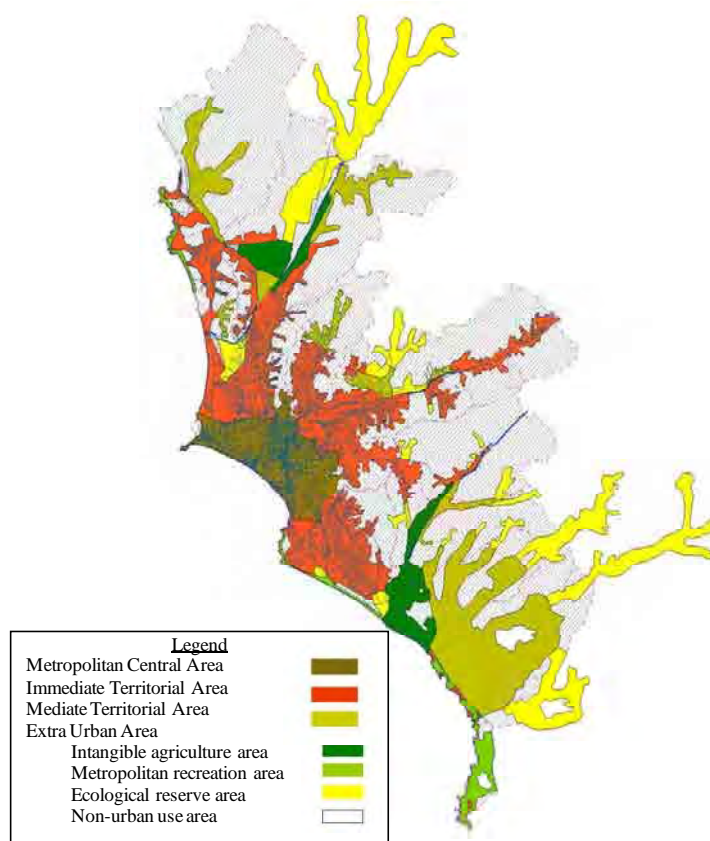 Legend
Metropolitan Central Area
Immediate Territorial Area
Mediate Territorial Area
Extra Urban Area
Intangible agriculture area
Metropolitan recreation area
Ecological reserve area
Non-urban use area